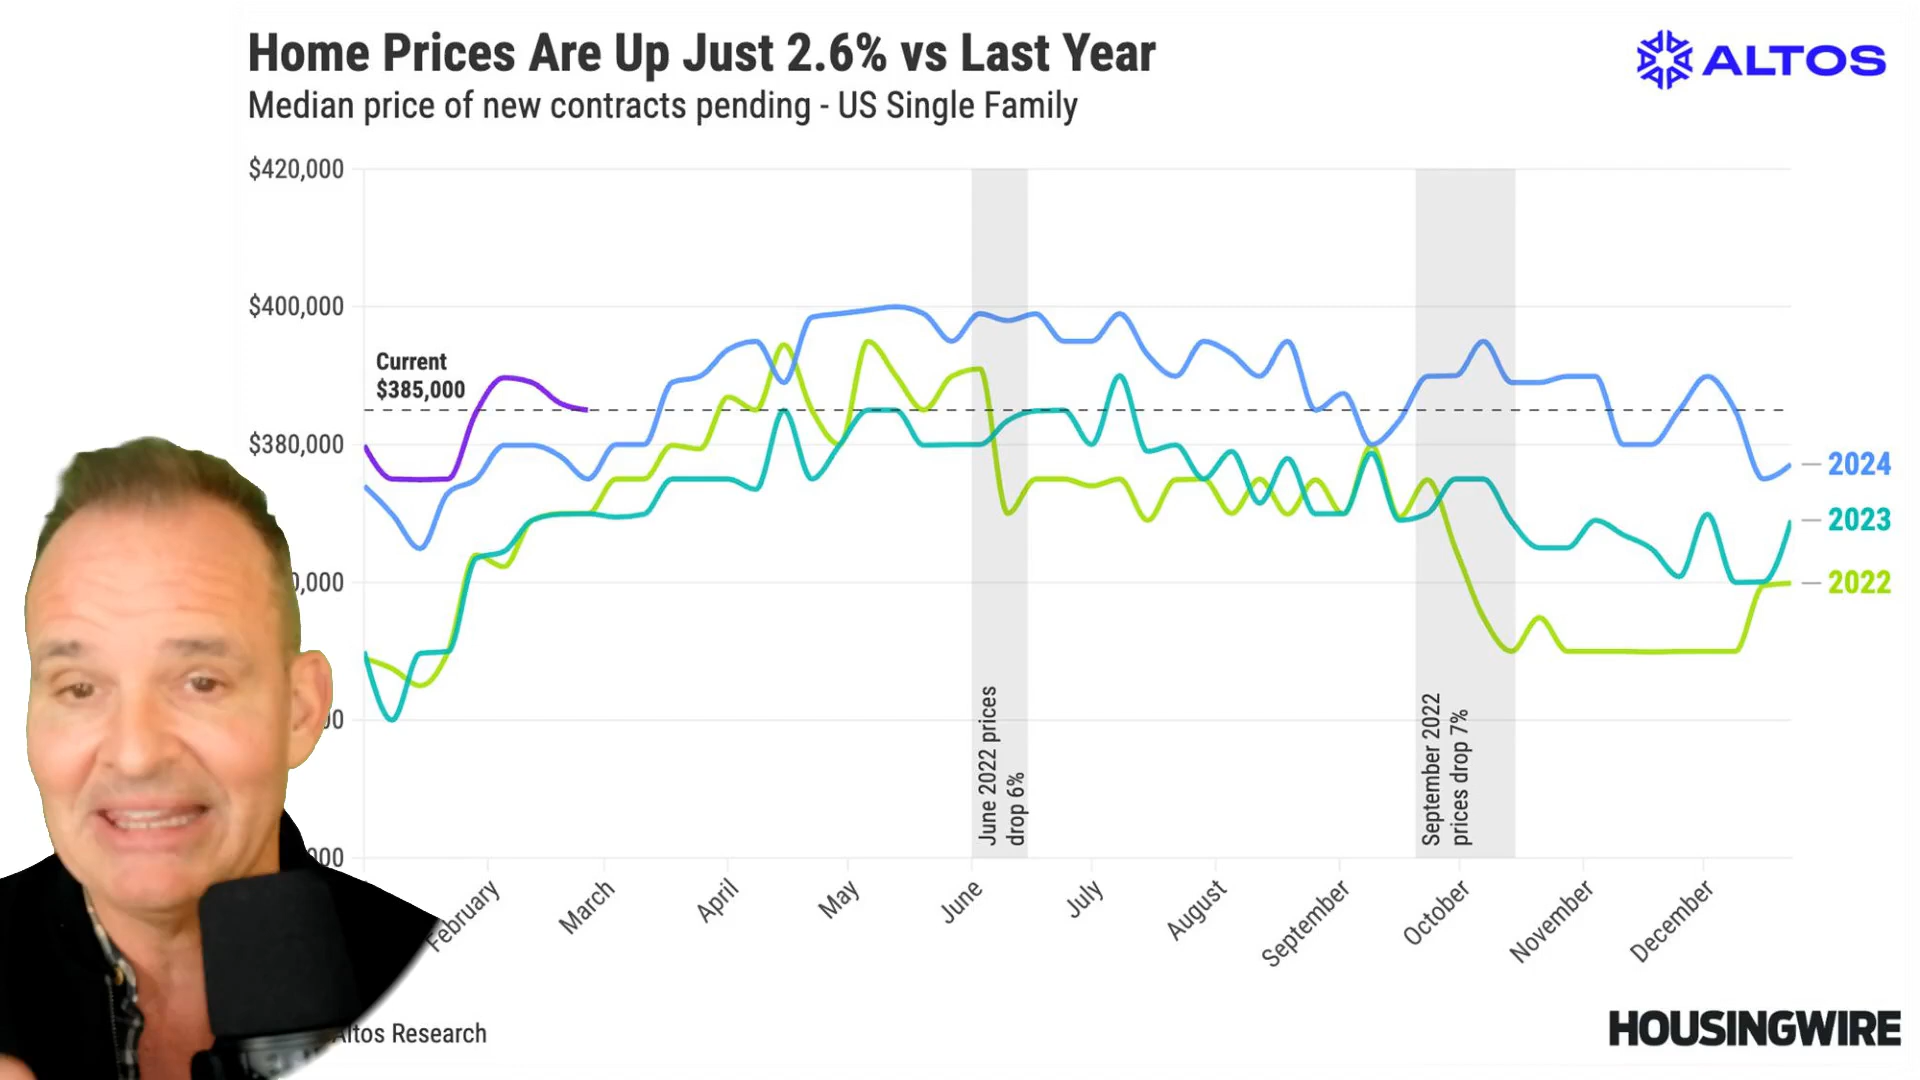 Home Prices Are Up Just 2.6% vs Last Year
ALTOS
Median price of new contracts pending - US Single Family
$420,000
$400,000
Current
$385,000
$380,000
2024
2023
2022
June 2022 prices
drop 6%
September 2022
prices drop 7%
February
March
April
May
June
July
August
September
October
November
December
Altos Research
HOUSINGWIRE